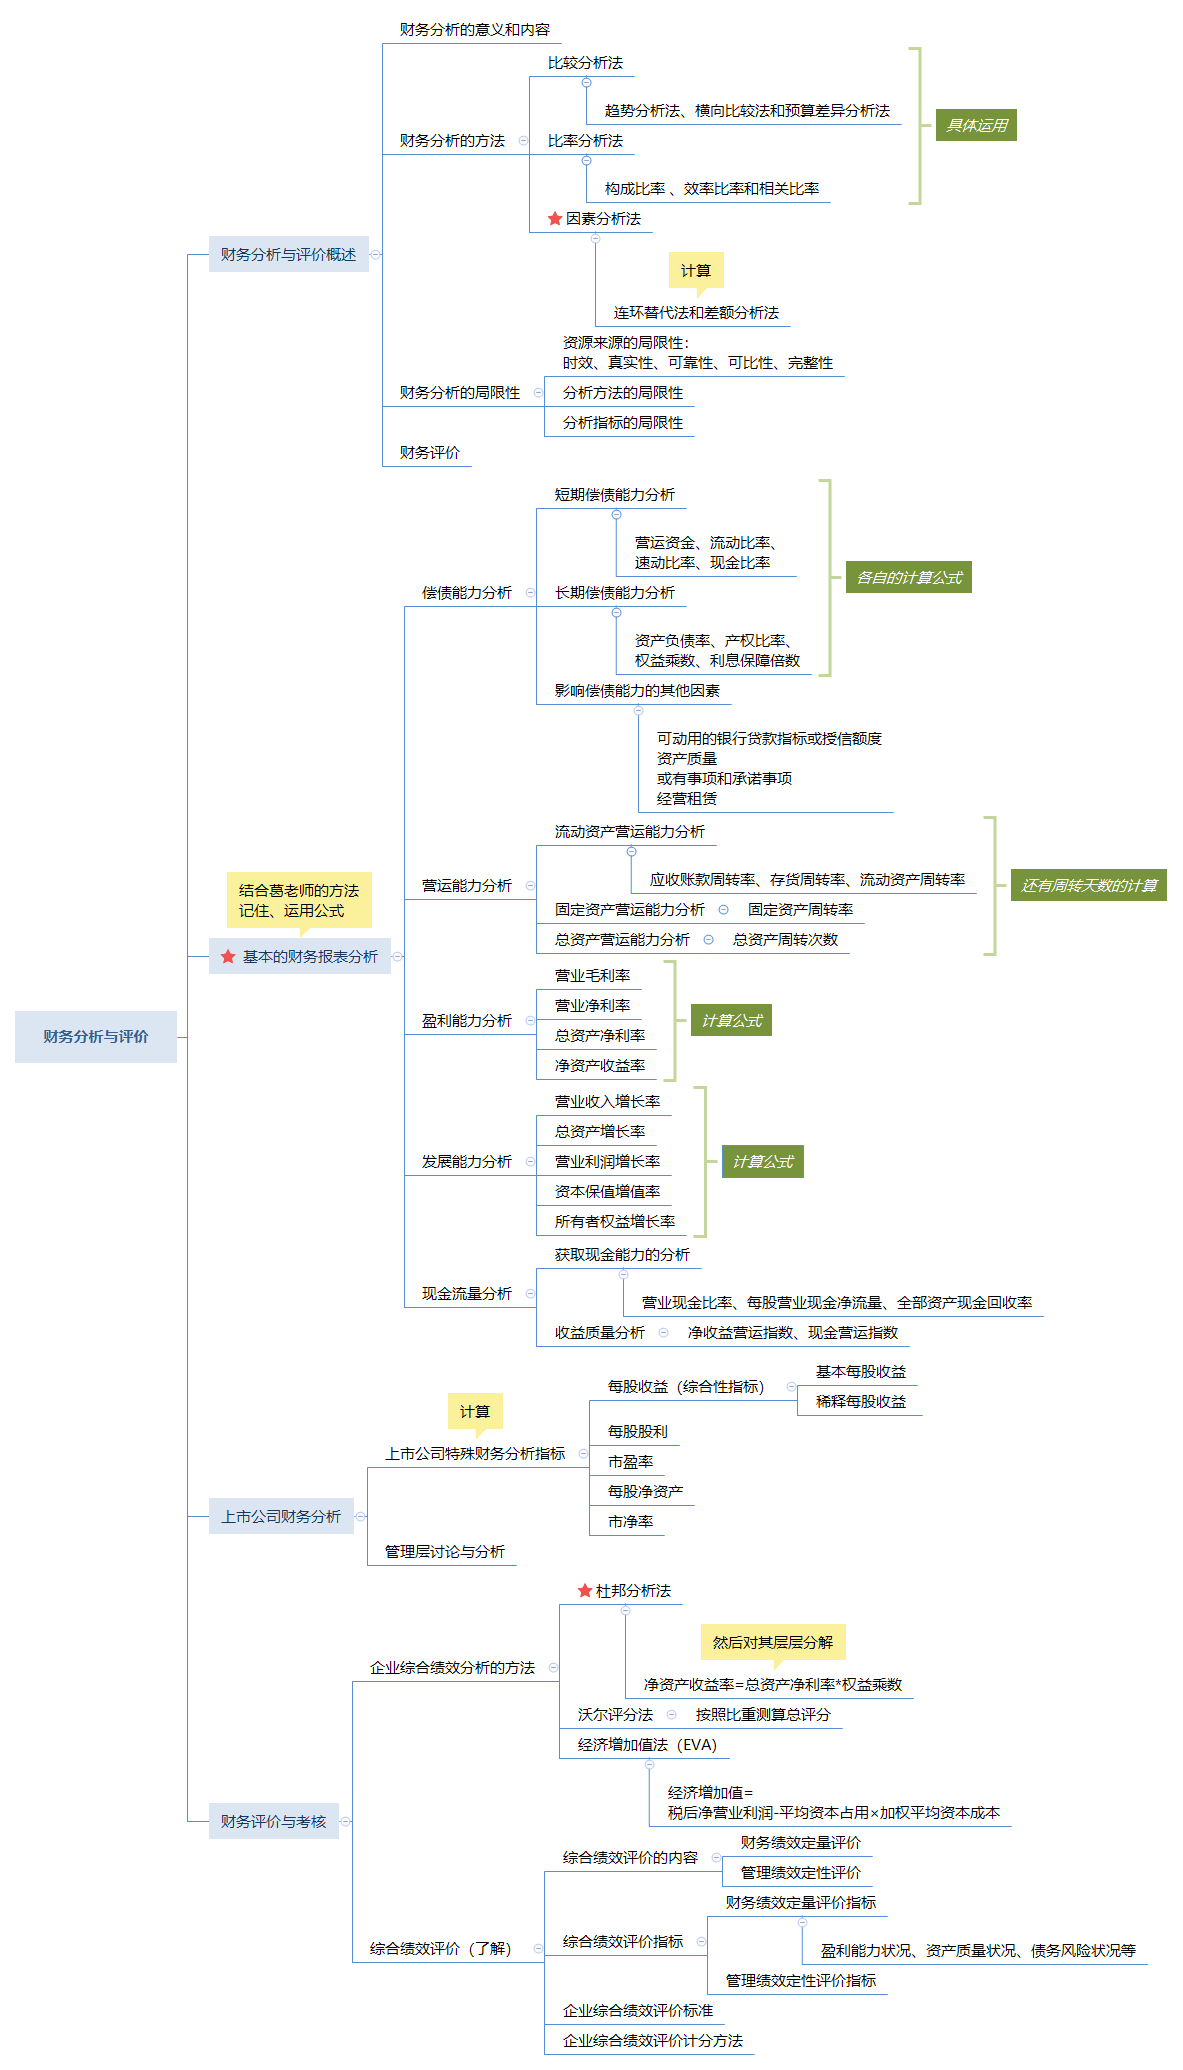 财务分析的意义和内容
比较分析法
趋势分析法、横向比较法和预算差异分析法
具体运用
财务分析的方法
比率分析法
构成比率 、效率比率和相关比率
因素分析法
财务分析与评价概述
计算
连环替代法和差额分析法
资源来源的局限性：
时效、真实性、可靠性、可比性、完整性
财务分析的局限性
分析方法的局限性
分析指标的局限性
财务评价
短期偿债能力分析
营运资金、流动比率、
速动比率、现金比率
各自的计算公式
偿债能力分析
长期偿债能力分析
资产负债率、产权比率、
权益乘数、利息保障倍数
影响偿债能力的其他因素
可动用的银行贷款指标或授信额度
资产质量
或有事项和承诺事项
经营租赁
流动资产营运能力分析
应收账款周转率、存货周转率、流动资产周转率
还有周转天数的计算
营运能力分析
固定资产营运能力分析
固定资产周转率
总资产营运能力分析
总资产周转次数
结合葛老师的方法
记住、运用公式
基本的财务报表分析
营业毛利率
营业净利率
盈利能力分析
计算公式
总资产净利率
净资产收益率
财务分析与评价
营业收入增长率
总资产增长率
发展能力分析
营业利润增长率
计算公式
资本保值增值率
所有者权益增长率
获取现金能力的分析
现金流量分析
营业现金比率、每股营业现金净流量、全部资产现金回收率
收益质量分析
净收益营运指数、现金营运指数
基本每股收益
每股收益（综合性指标）
稀释每股收益
计算
每股股利
上市公司特殊财务分析指标
市盈率
每股净资产
市净率
上市公司财务分析
管理层讨论与分析
杜邦分析法
然后对其层层分解
企业综合绩效分析的方法
净资产收益率=总资产净利率*权益乘数
沃尔评分法
按照比重测算总评分
经济增加值法（EVA）
经济增加值=
税后净营业利润-平均资本占用×加权平均资本成本
财务评价与考核
财务绩效定量评价
综合绩效评价的内容
管理绩效定性评价
财务绩效定量评价指标
综合绩效评价（了解）
综合绩效评价指标
盈利能力状况、资产质量状况、债务风险状况等
管理绩效定性评价指标
企业综合绩效评价标准
企业综合绩效评价计分方法